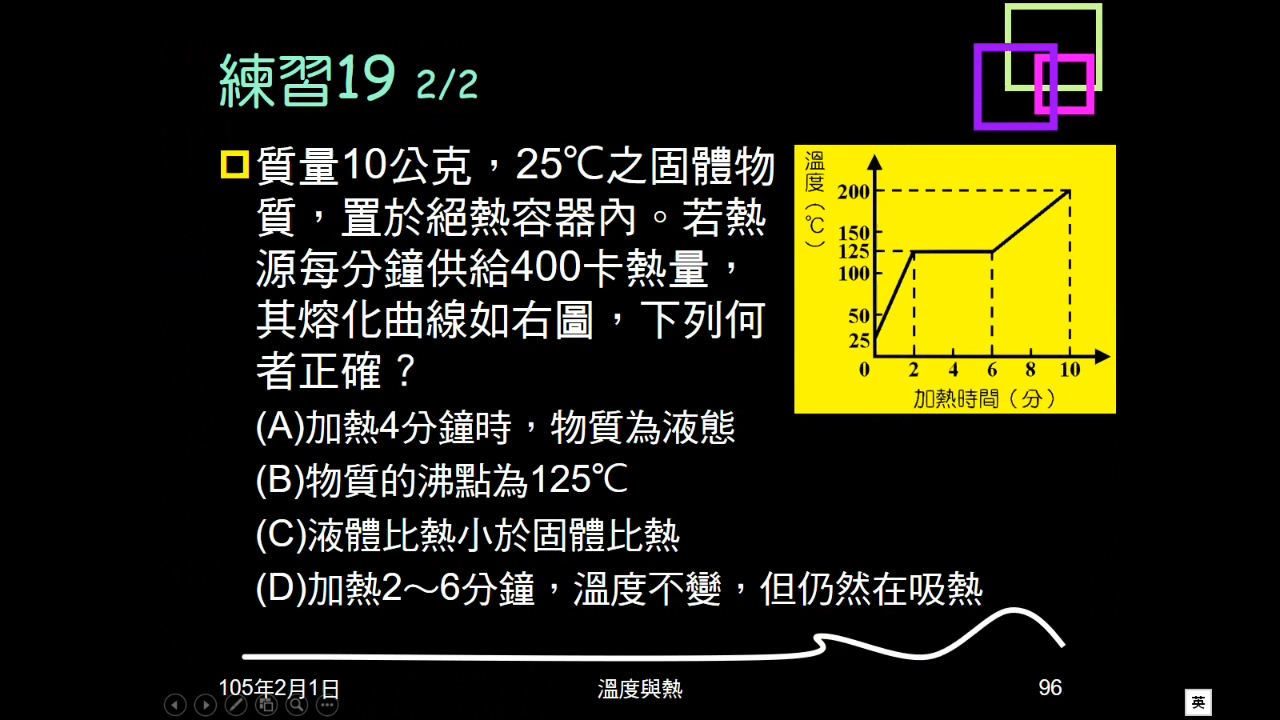 練習19 2/2
質量10公克，25℃之固體物
質，置於絕熱容器內。若熱
源每分鐘供給400卡熱量，
其熔化曲線如右圖，下列何
者正確？
(A)加熱4分鐘時，物質為液態
(B)物質的沸點為125℃
(C)液體比熱小於固體比熱
(D)加熱2～6分鐘，溫度不變，但仍然在吸熱
溫度（℃）
200
150
125
100
50
25
0 2 4 6 8 10
加熱時間（分）
105年2月1日
溫度與熱
96
英